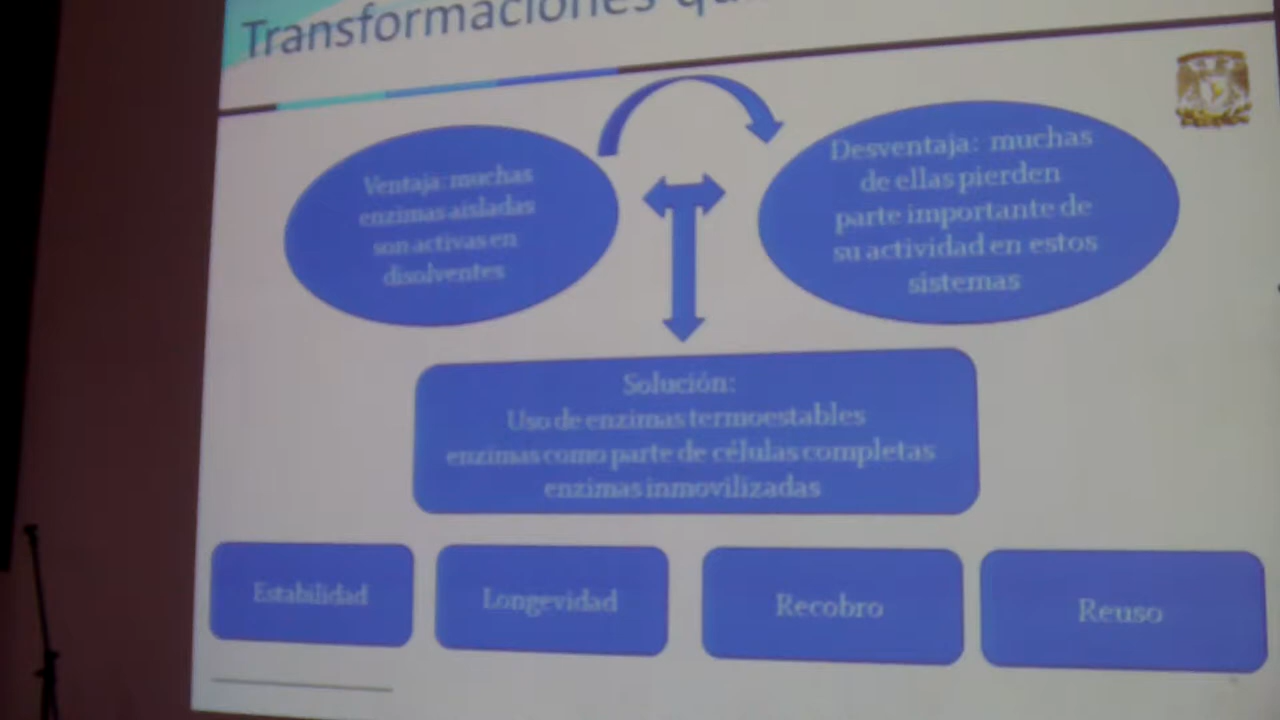 Transformaciones
Ventaja: muchas
enzimas aisladas
son activas en
disolventes
Desventaja: muchas
de ellas pierden
parte importante de
su actividad en estos
sistemas
Solución:
Uso de enzimas termoestables
enzimas como parte de células completas
enzimas inmovilizadas
Estabilidad
Longevidad
Recobro
Reuso